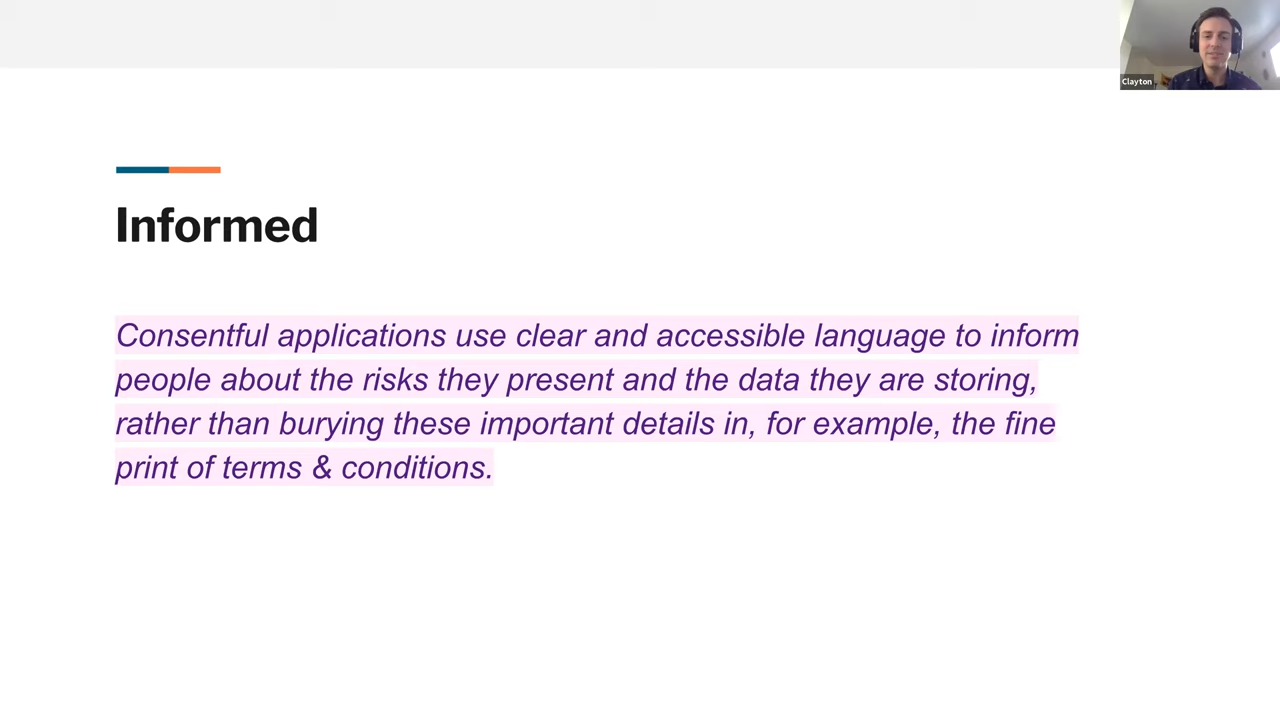 Clayton
Informed
Consentful applications use clear and accessible language to inform
people about the risks they present and the data they are storing,
rather than burying these important details in, for example, the fine
print of terms & conditions.